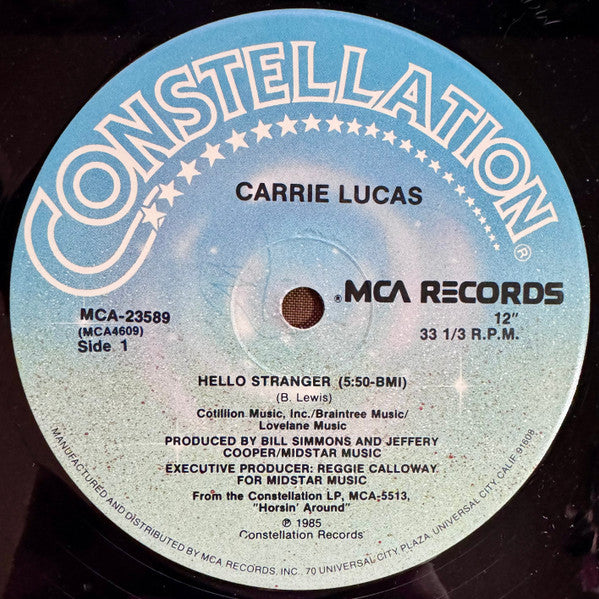 CONSTELLATION®
CARRIE LUCAS
®MCA RECORDS
MCA-23589
(MCA4609)
Side 1
12"
33 1/3 R.P.M.
HELLO STRANGER (5:50-BMI)
(B. Lewis)
Cotillion Music, Inc./Braintree Music/
Lovelane Music
PRODUCED BY BILL SIMMONS AND JEFFERY
COOPER/MIDSTAR MUSIC
EXECUTIVE PRODUCER: REGGIE CALLOWAY
FOR MIDSTAR MUSIC
From the Constellation LP, MCA-5513,
"Horsin' Around"
℗ 1985
Constellation Records
MANUFACTURED AND DISTRIBUTED BY MCA RECORDS, INC., 70 UNIVERSAL CITY PLAZA, UNIVERSAL CITY, CALIF. 91608